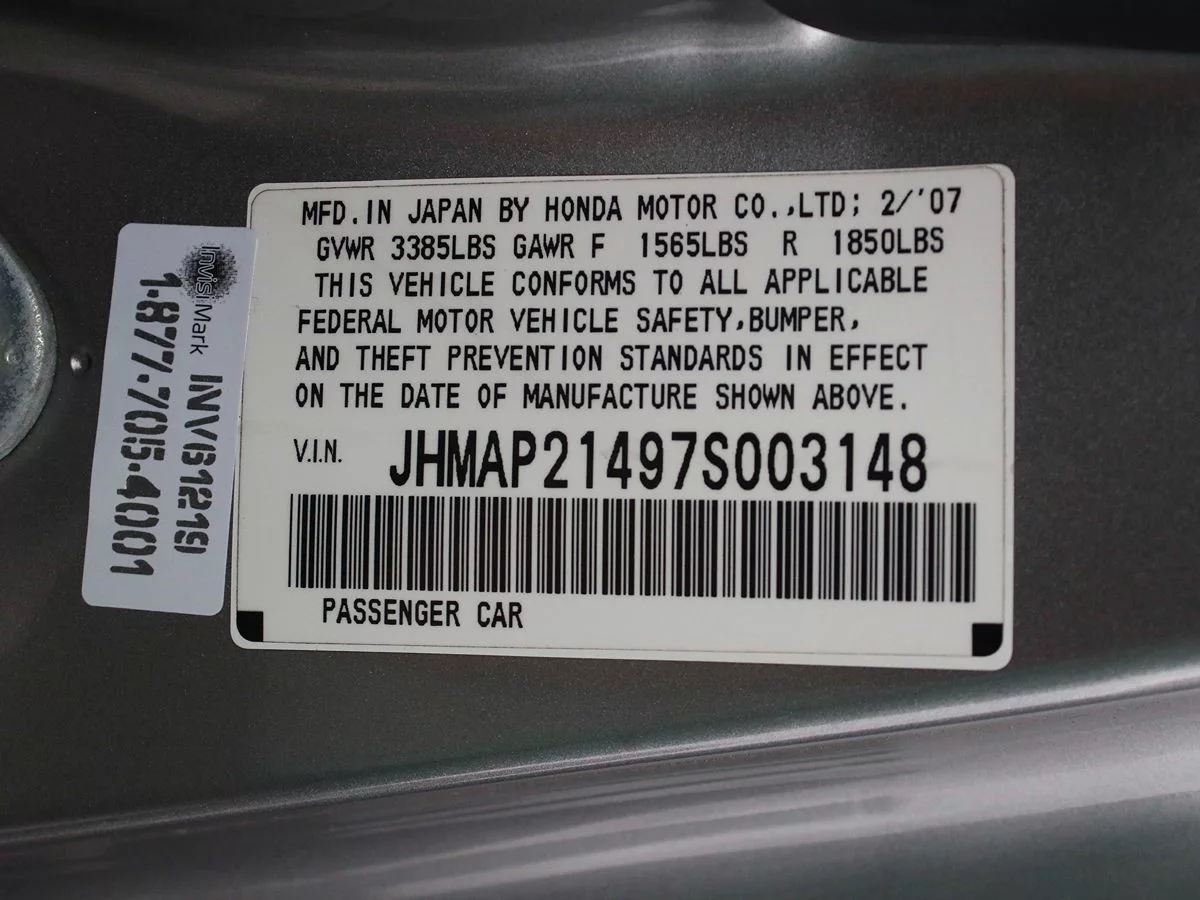 MFD.IN JAPAN BY HONDA MOTOR CO.,LTD; 2/'07
GVWR 3385LBS GAWR F 1565LBS R 1850LBS
THIS VEHICLE CONFORMS TO ALL APPLICABLE
FEDERAL MOTOR VEHICLE SAFETY,BUMPER,
AND THEFT PREVENTION STANDARDS IN EFFECT
ON THE DATE OF MANUFACTURE SHOWN ABOVE.
V.I.N. JHMAP21497S003148
PASSENGER CAR
InvisiMark INV61219
1.877.705.4001